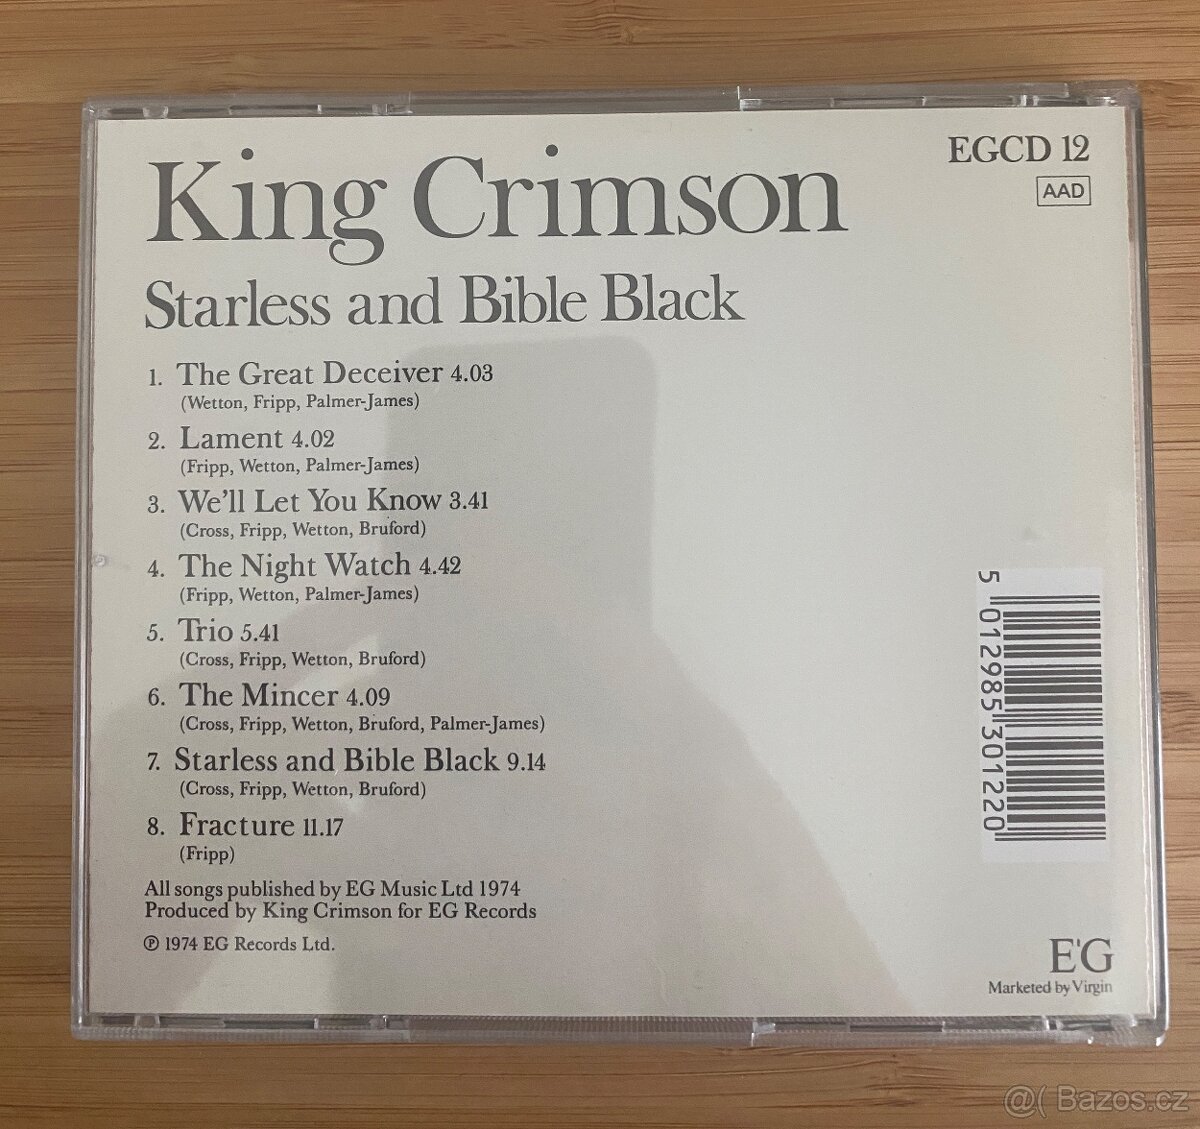 King Crimson
EGCD 12
AAD
Starless and Bible Black
1. The Great Deceiver 4.03
(Wetton, Fripp, Palmer-James)
2. Lament 4.02
(Fripp, Wetton, Palmer-James)
3. We'll Let You Know 3.41
(Cross, Fripp, Wetton, Bruford)
4. The Night Watch 4.42
(Fripp, Wetton, Palmer-James)
5. Trio 5.41
(Cross, Fripp, Wetton, Bruford)
6. The Mincer 4.09
(Cross, Fripp, Wetton, Bruford, Palmer-James)
7. Starless and Bible Black 9.14
(Cross, Fripp, Wetton, Bruford)
8. Fracture 11.17
(Fripp)
5 012985 301220
All songs published by EG Music Ltd 1974
Produced by King Crimson for EG Records
℗ 1974 EG Records Ltd.
E'G
Marketed by Virgin
@( Bazos.cz